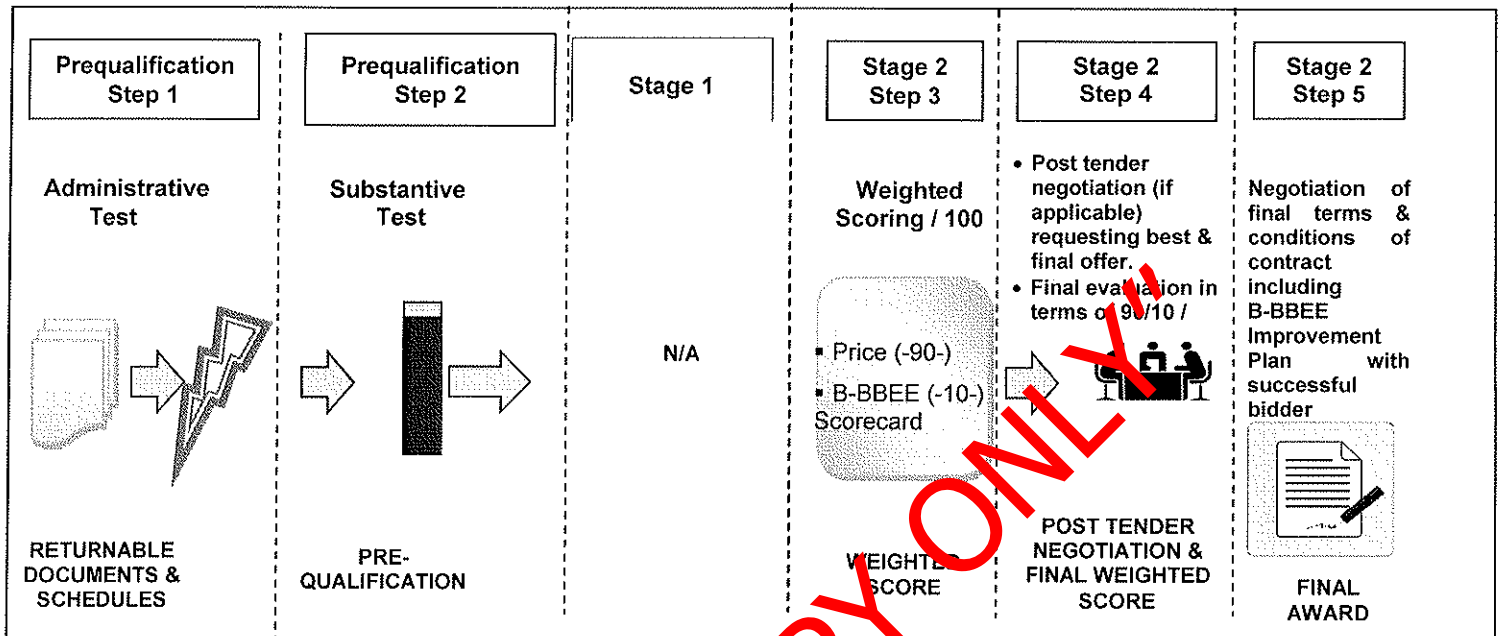 Prequalification
Step 1
Administrative
Test
RETURNABLE
DOCUMENTS &
SCHEDULES
Prequalification
Step 2
Substantive
Test
PRE-
QUALIFICATION
Stage 1
N/A
Stage 2
Step 3
Weighted
Scoring / 100
▪ Price (-90-)
▪ B-BBEE (-10-)
Scorecard
WEIGHTED
SCORE
Stage 2
Step 4
• Post tender
negotiation (if
applicable)
requesting best &
final offer.
• Final evaluation in
terms of 90/10 /
POST TENDER
NEGOTIATION &
FINAL WEIGHTED
SCORE
Stage 2
Step 5
Negotiation of
final terms &
conditions of
contract
including
B-BBEE
Improvement
Plan with
successful
bidder
FINAL
AWARD
ONLY"